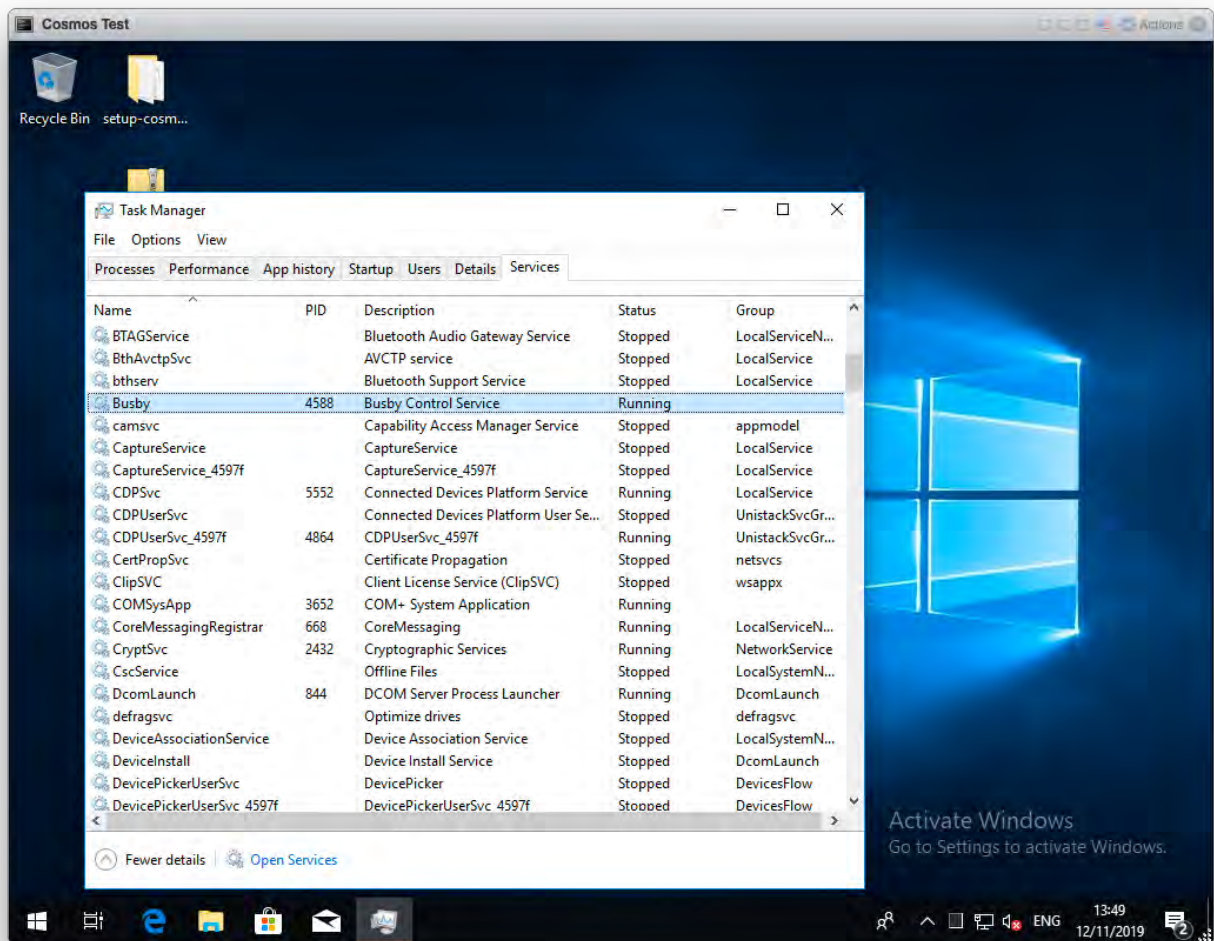 Cosmos Test
Actions
Recycle Bin setup-cosm...
Task Manager
File Options View
Processes Performance App history Startup Users Details Services
Name PID Description Status Group
BTAGService Bluetooth Audio Gateway Service Stopped LocalServiceN...
BthAvctpSvc AVCTP service Stopped LocalService
bthserv Bluetooth Support Service Stopped LocalService
Busby 4588 Busby Control Service Running
camsvc Capability Access Manager Service Stopped appmodel
CaptureService CaptureService Stopped LocalService
CaptureService_4597f CaptureService_4597f Stopped LocalService
CDPSvc 5552 Connected Devices Platform Service Running LocalService
CDPUserSvc Connected Devices Platform User Se... Stopped UnistackSvcGr...
CDPUserSvc_4597f 4864 CDPUserSvc_4597f Running UnistackSvcGr...
CertPropSvc Certificate Propagation Stopped netsvcs
ClipSVC Client License Service (ClipSVC) Stopped wsappx
COMSysApp 3652 COM+ System Application Running
CoreMessagingRegistrar 668 CoreMessaging Running LocalServiceN...
CryptSvc 2432 Cryptographic Services Running NetworkService
CscService Offline Files Stopped LocalSystemN...
DcomLaunch 844 DCOM Server Process Launcher Running DcomLaunch
defragsvc Optimize drives Stopped defragsvc
DeviceAssociationService Device Association Service Stopped LocalSystemN...
DeviceInstall Device Install Service Stopped DcomLaunch
DevicePickerUserSvc DevicePicker Stopped DevicesFlow
DevicePickerUserSvc_4597f DevicePickerUserSvc_4597f Stopped DevicesFlow
Fewer details Open Services
Activate Windows
Go to Settings to activate Windows.
ENG
13:49
12/11/2019
2